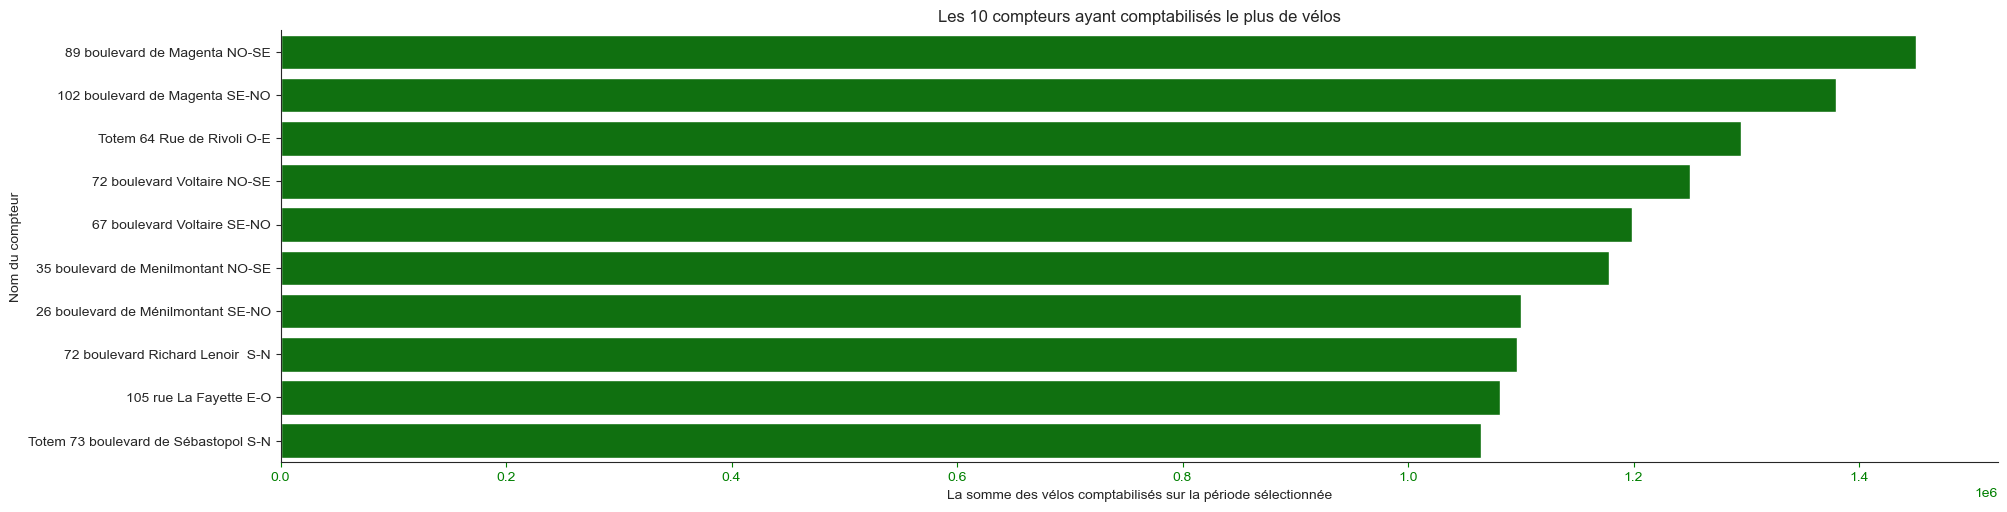 Les 10 compteurs ayant comptabilisés le plus de vélos
Nom du compteur
89 boulevard de Magenta NO-SE
102 boulevard de Magenta SE-NO
Totem 64 Rue de Rivoli O-E
72 boulevard Voltaire NO-SE
67 boulevard Voltaire SE-NO
35 boulevard de Menilmontant NO-SE
26 boulevard de Ménilmontant SE-NO
72 boulevard Richard Lenoir  S-N
105 rue La Fayette E-O
Totem 73 boulevard de Sébastopol S-N
0.0 0.2 0.4 0.6 0.8 1.0 1.2 1.4
La somme des vélos comptabilisés sur la période sélectionnée
1e6